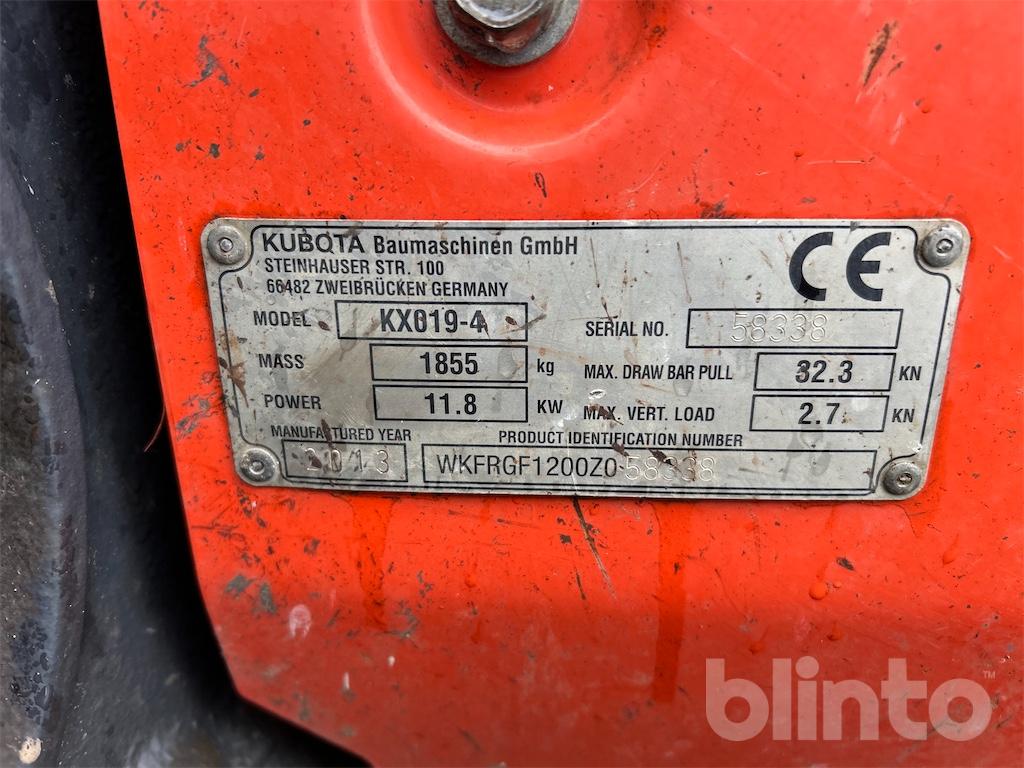 KUBOTA Baumaschinen GmbH
STEINHAUSER STR. 100
66482 ZWEIBRÜCKEN GERMANY
CE
MODEL KX019-4
SERIAL NO. 58338
MASS 1855 kg
MAX. DRAW BAR PULL 32.3 KN
POWER 11.8 KW
MAX. VERT. LOAD 2.7 KN
MANUFACTURED YEAR 2013
PRODUCT IDENTIFICATION NUMBER
WKFRGF1200Z058338
blinto™